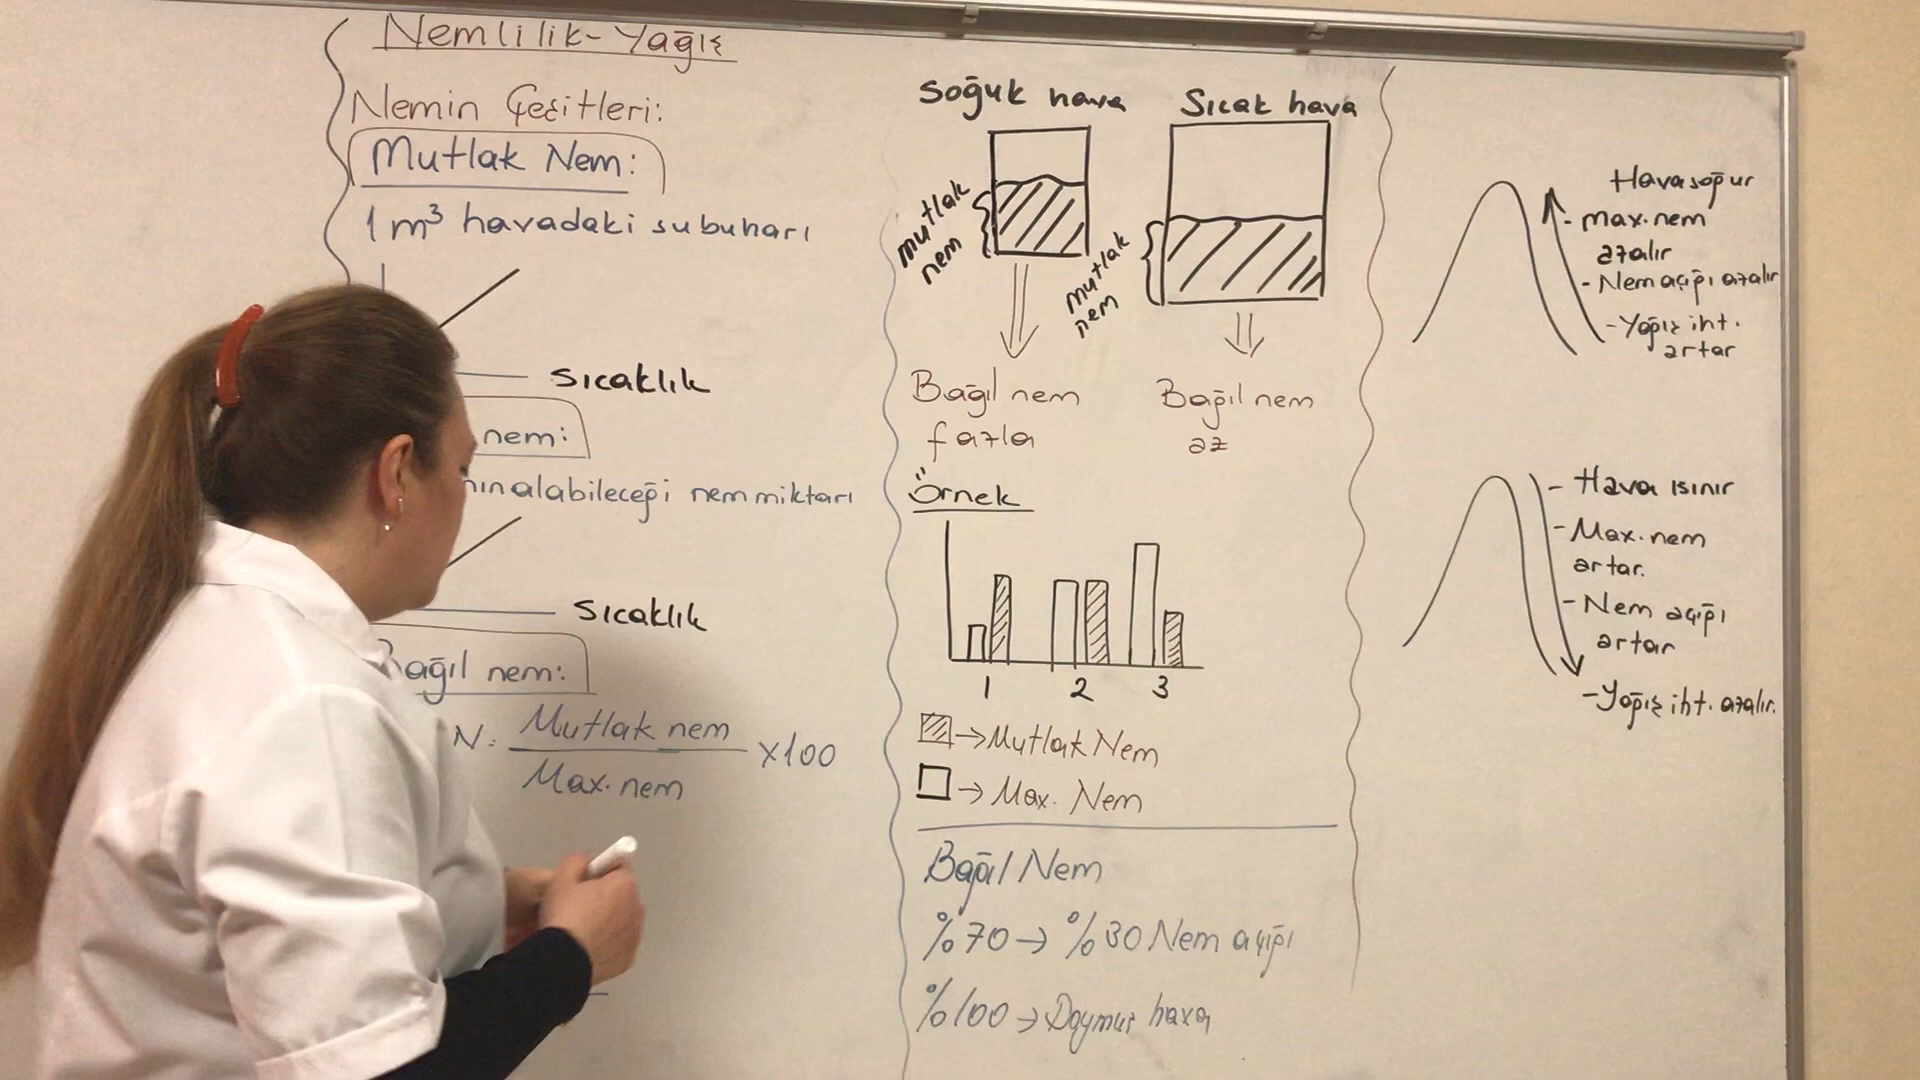 Nemlilik-Yağış
Nemin Çeşitleri:
Mutlak Nem:
1 m³ havadaki subuharı
Sıcaklık
nem:
alabileceği nem miktarı
Sıcaklık
Bağıl nem:
N: Mutlak nem
Max. nem
x100
Soğuk hava
Sıcak hava
mutlak
nem
mutlak
nem
Bağıl nem
fazla
Bağıl nem
az
Örnek
1 2 3
→Mutlak Nem
→Max. Nem
Bağıl Nem
%70→ %30 Nem açığı
%100→Doymuş hava
Hava soğur
- max. nem
azalır
- Nem açığı azalır
-Yağış iht.
artar
- Hava ısınır
- Max. nem
artar.
- Nem açığı
artar
-Yağış iht. azalır.